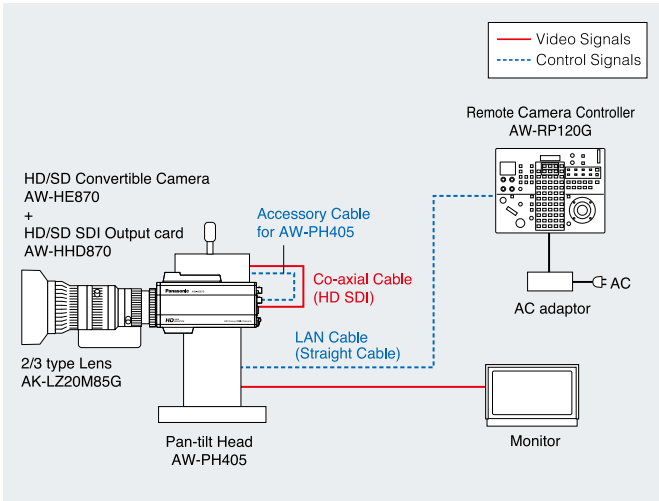 Video Signals
Control Signals
Remote Camera Controller
AW-RP120G
HD/SD Convertible Camera
AW-HE870
+
HD/SD SDI Output card
AW-HHD870
Accessory Cable
for AW-PH405
Co-axial Cable
(HD SDI)
AC
AC adaptor
Panasonic
HD
LAN Cable
(Straight Cable)
2/3 type Lens
AK-LZ20M85G
Pan-tilt Head
AW-PH405
Monitor